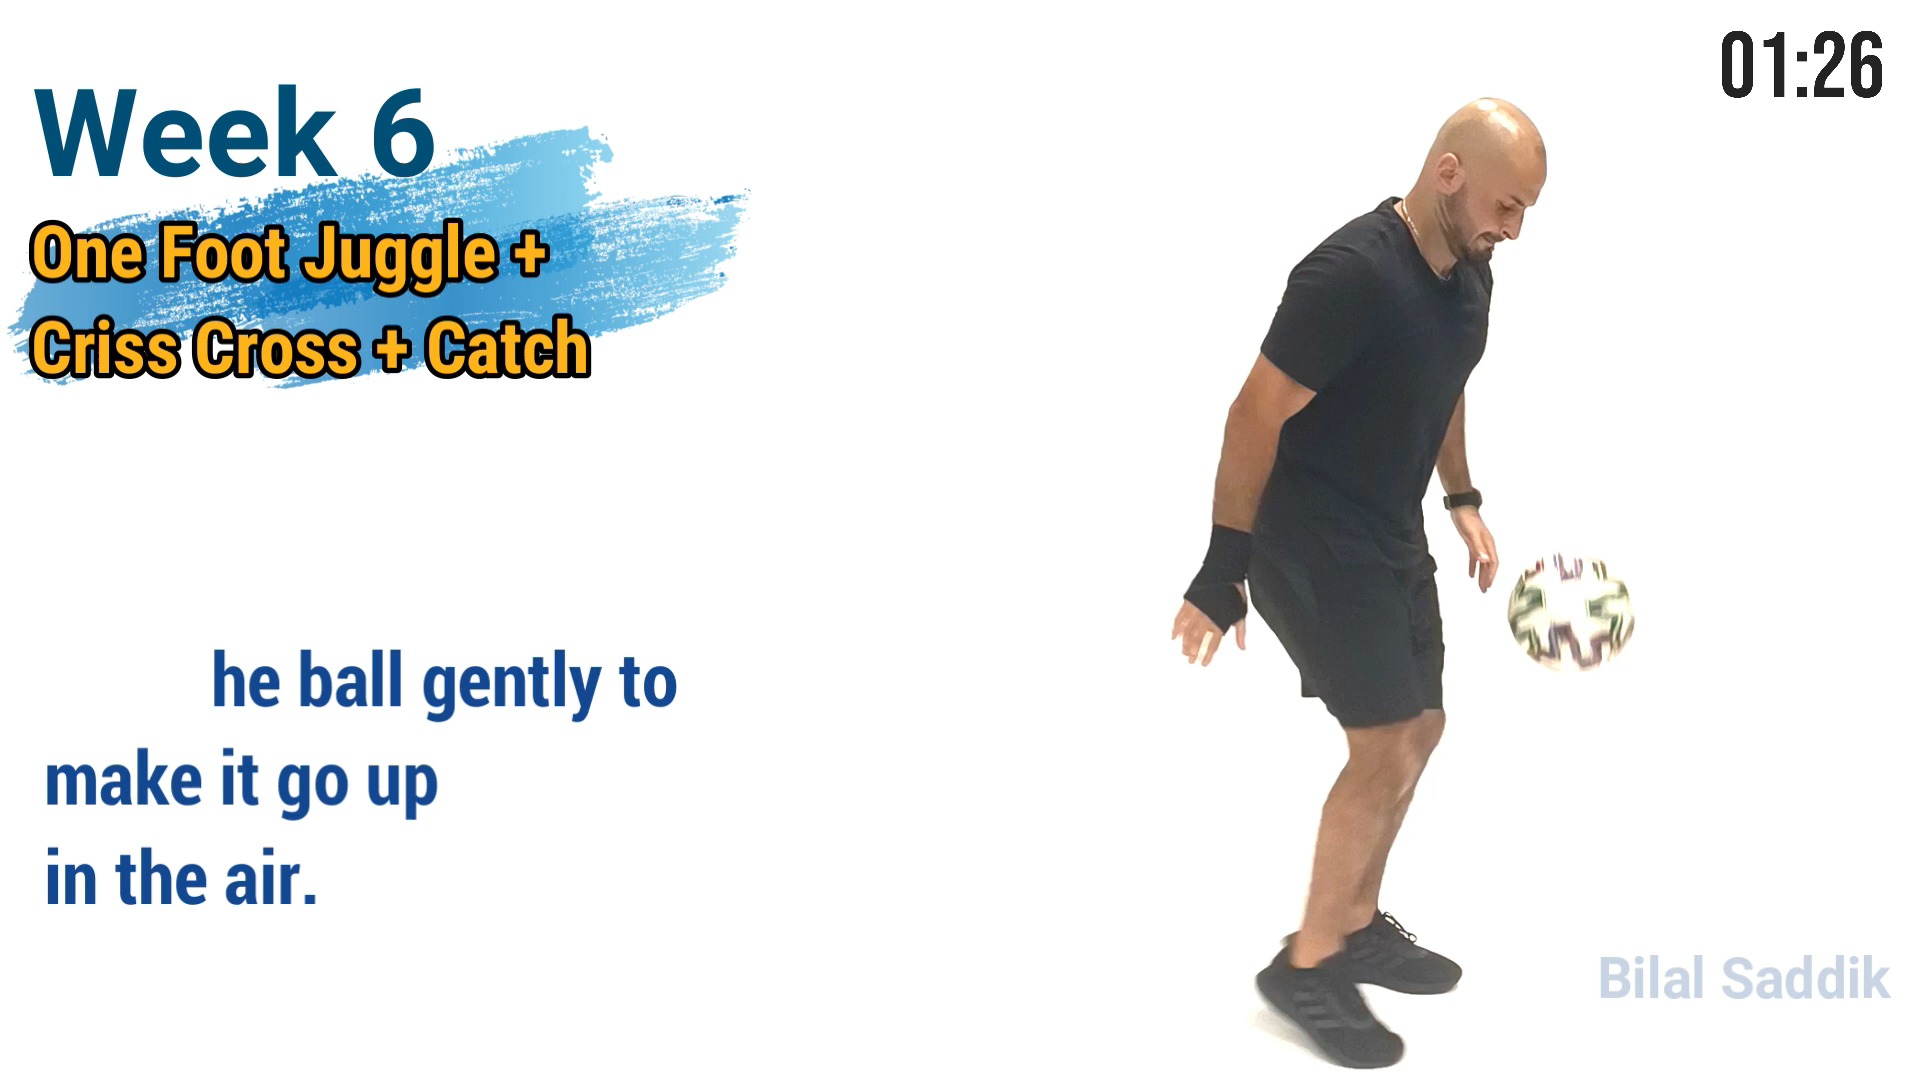 01:26
Week 6
One Foot Juggle +
Criss Cross + Catch
he ball gently to
make it go up
in the air.
Bilal Saddik